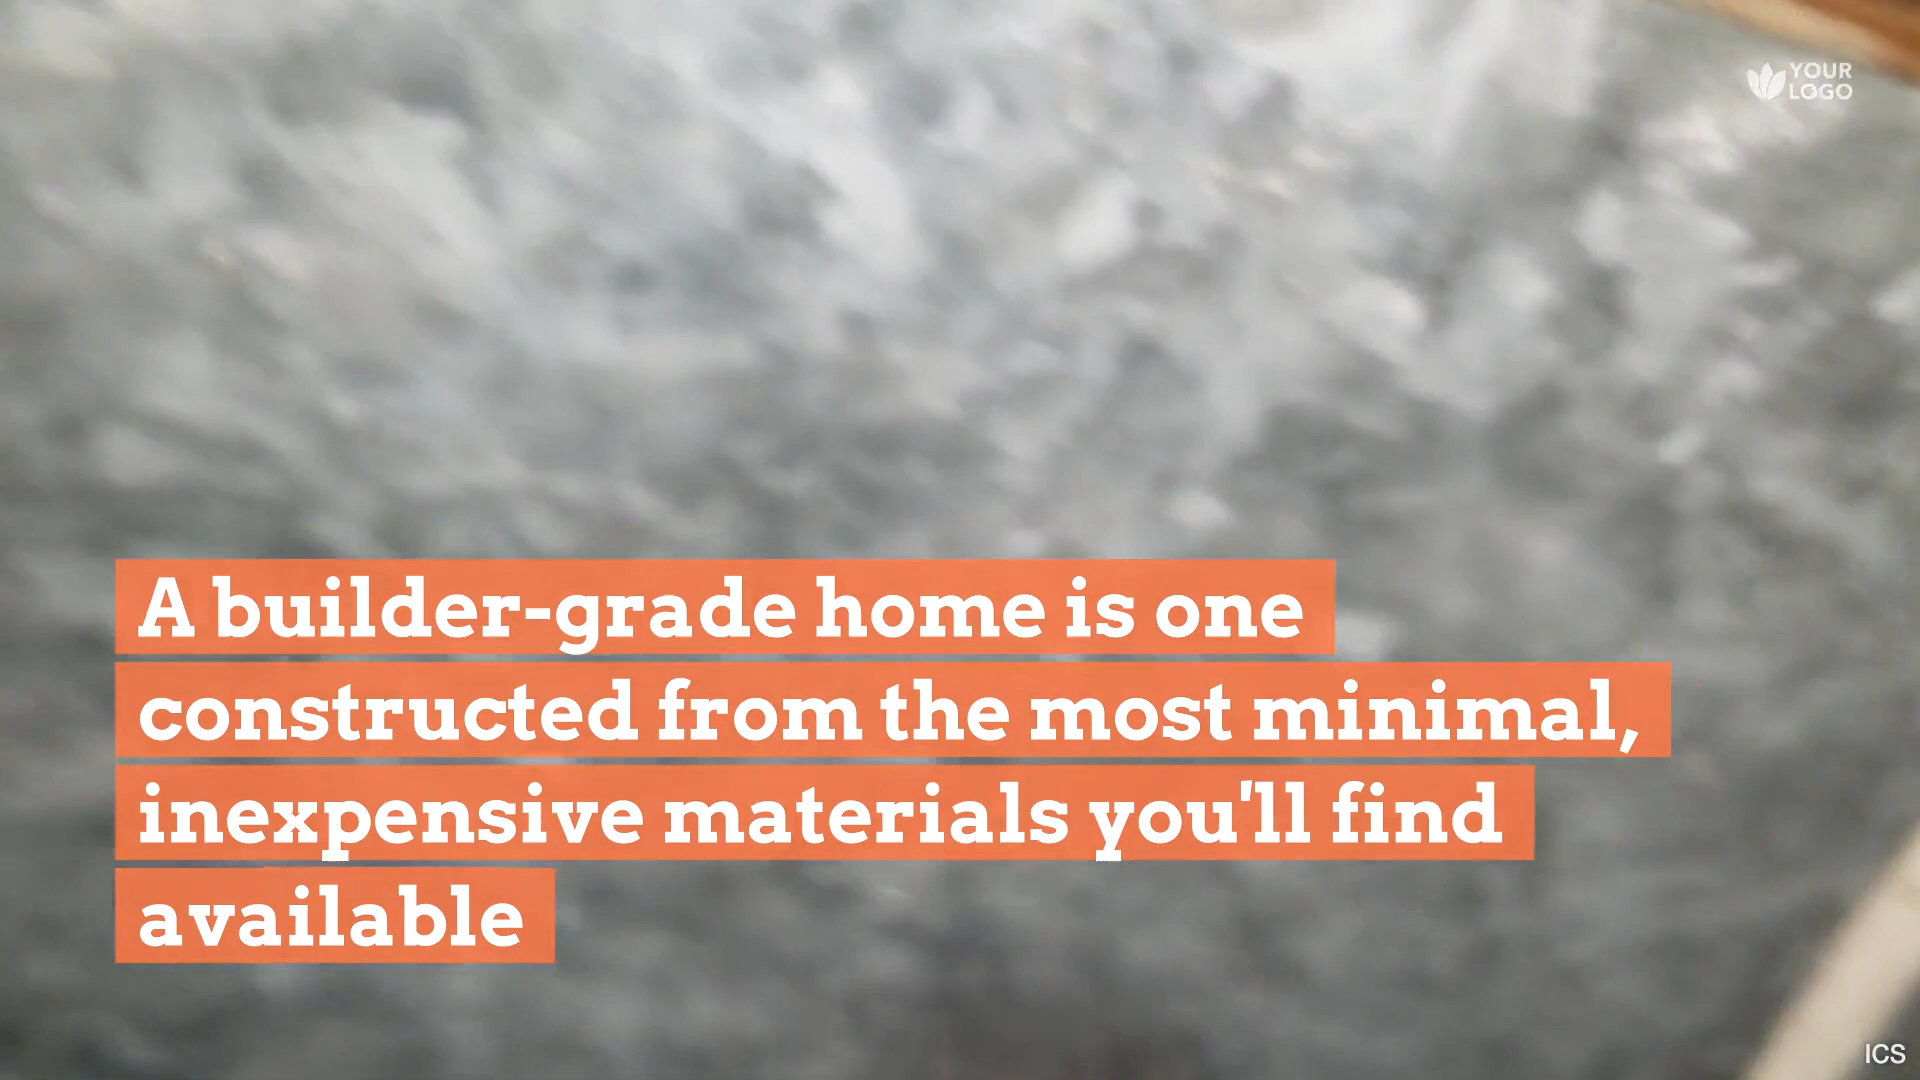 YOUR
LOGO
A builder-grade home is one
constructed from the most minimal,
inexpensive materials you'll find
available
ICS